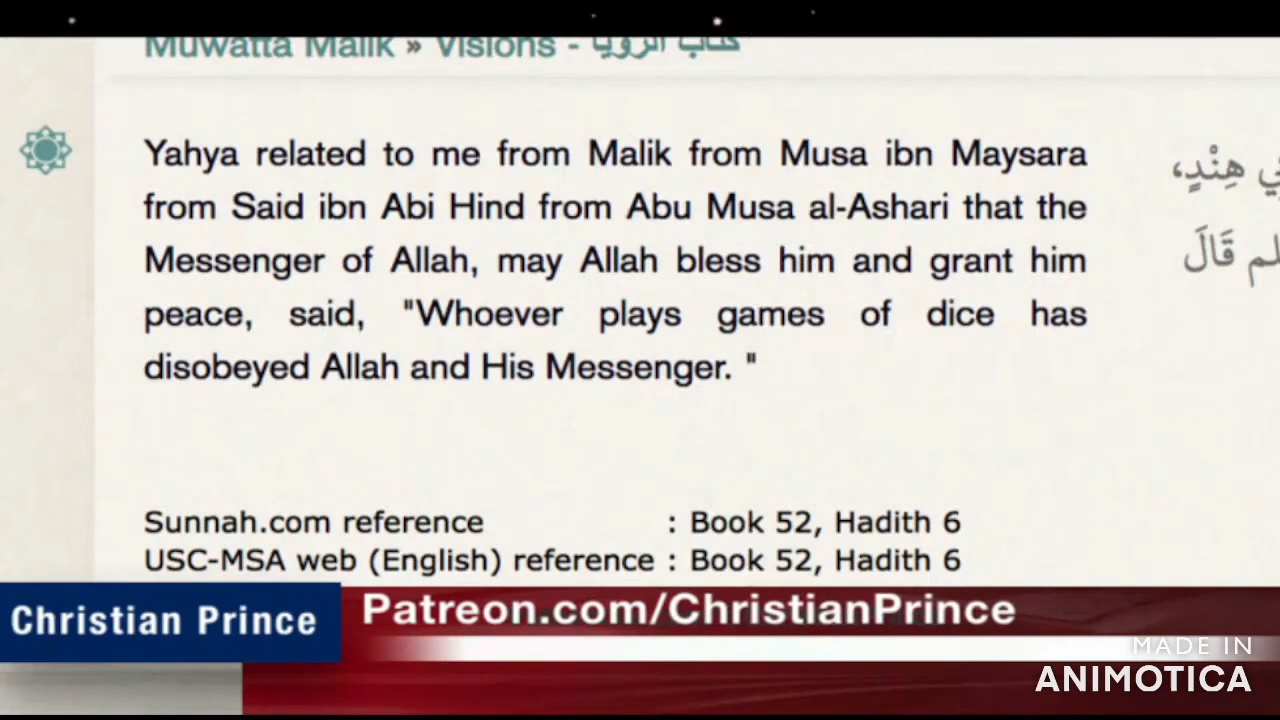 Muwatta Malik » Visions - كتاب الرؤيا
Yahya related to me from Malik from Musa ibn Maysara
from Said ibn Abi Hind from Abu Musa al-Ashari that the
Messenger of Allah, may Allah bless him and grant him
peace, said, "Whoever plays games of dice has
disobeyed Allah and His Messenger. "
هِنْدٍ،
قَالَ
Sunnah.com reference : Book 52, Hadith 6
USC-MSA web (English) reference : Book 52, Hadith 6
Christian Prince
Patreon.com/ChristianPrince
MADE IN
ANIMOTICA